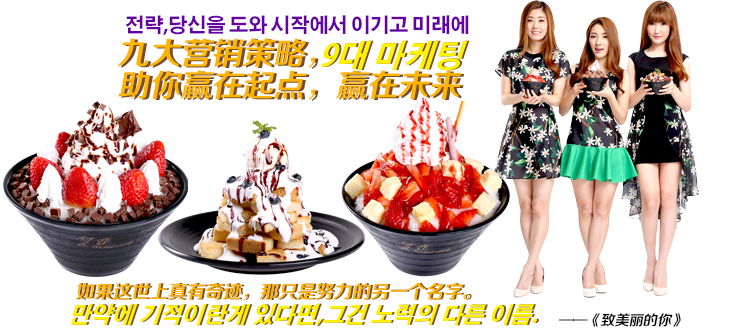 전략,당신을 도와 시작에서 이기고 미래에
九大营销策略,9대 마케팅
助你赢在起点，赢在未来
如果这世上真有奇迹，那只是努力的另一个名字。
만약에 기적이란게 있다면,그건 노력의 다른 이름.
——《致美丽的你》